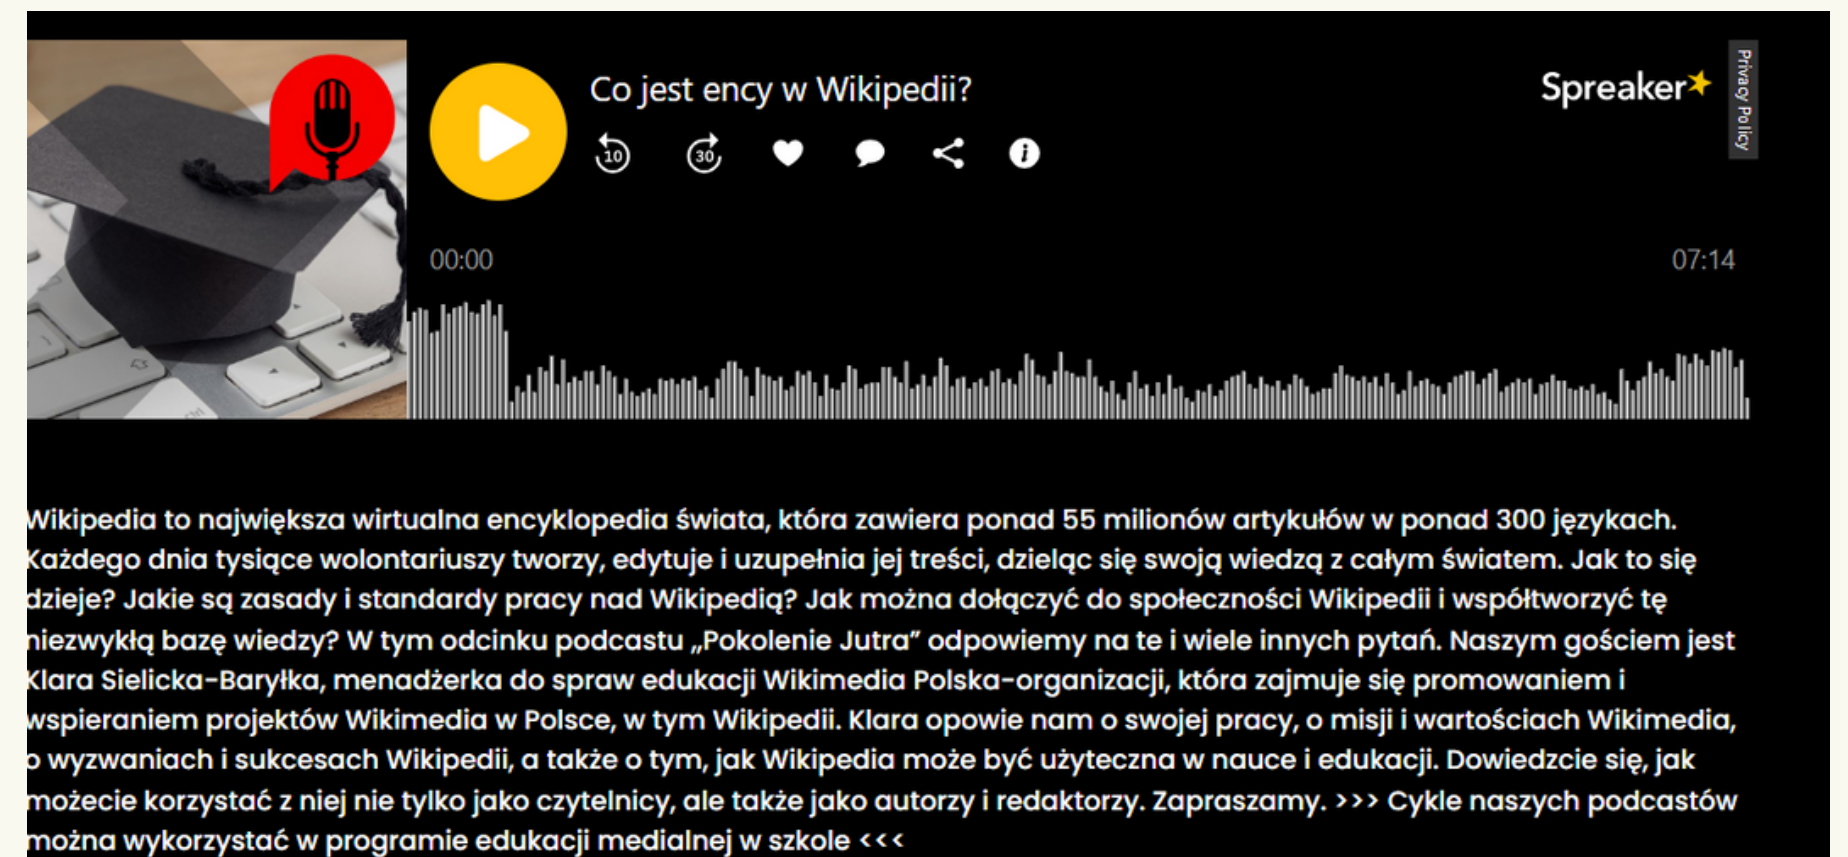 Co jest ency w Wikipedii?
Spreaker
Privacy Policy
10 30
00:00 07:14
Wikipedia to największa wirtualna encyklopedia świata, która zawiera ponad 55 milionów artykułów w ponad 300 językach.
Każdego dnia tysiące wolontariuszy tworzy, edytuje i uzupełnia jej treści, dzieląc się swoją wiedzą z całym światem. Jak to się
dzieje? Jakie są zasady i standardy pracy nad Wikipedią? Jak można dołączyć do społeczności Wikipedii i współtworzyć tę
niezwykłą bazę wiedzy? W tym odcinku podcastu „Pokolenie Jutra” odpowiemy na te i wiele innych pytań. Naszym gościem jest
Klara Sielicka-Baryłka, menadżerka do spraw edukacji Wikimedia Polska-organizacji, która zajmuje się promowaniem i
wspieraniem projektów Wikimedia w Polsce, w tym Wikipedii. Klara opowie nam o swojej pracy, o misji i wartościach Wikimedia,
o wyzwaniach i sukcesach Wikipedii, a także o tym, jak Wikipedia może być użyteczna w nauce i edukacji. Dowiedzcie się, jak
możecie korzystać z niej nie tylko jako czytelnicy, ale także jako autorzy i redaktorzy. Zapraszamy. >>> Cykle naszych podcastów
można wykorzystać w programie edukacji medialnej w szkole <<<